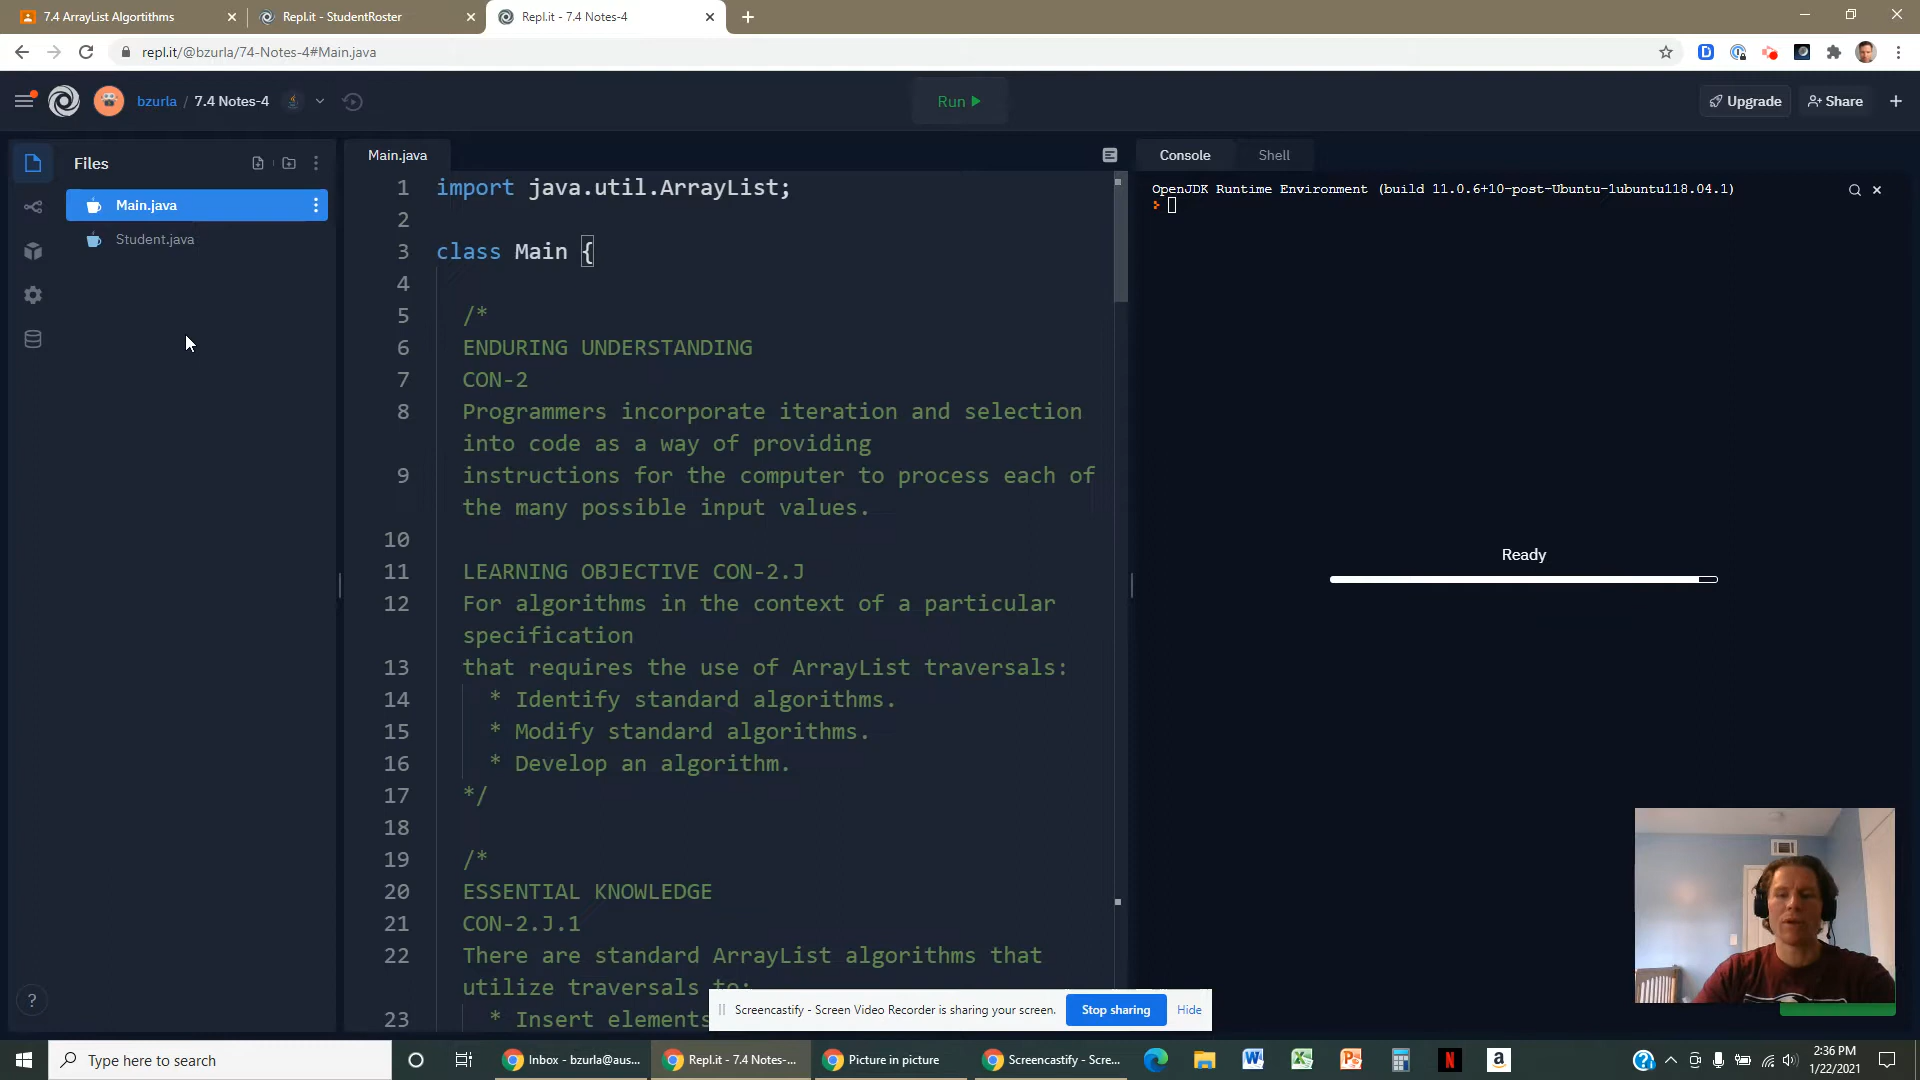 7.4 ArrayList Algortithms
Repl.it - StudentRoster
Repl.it - 7.4 Notes-4
repl.it/@bzurla/74-Notes-4#Main.java
bzurla / 7.4 Notes-4
Run
Upgrade
Share
Files
Main.java
Student.java
Main.java
1 import java.util.ArrayList;
2
3 class Main {
4
5 /*
6 ENDURING UNDERSTANDING
7 CON-2
8 Programmers incorporate iteration and selection
into code as a way of providing
9 instructions for the computer to process each of
the many possible input values.
10
11 LEARNING OBJECTIVE CON-2.J
12 For algorithms in the context of a particular
specification
13 that requires the use of ArrayList traversals:
14 * Identify standard algorithms.
15 * Modify standard algorithms.
16 * Develop an algorithm.
17 */
18
19 /*
20 ESSENTIAL KNOWLEDGE
21 CON-2.J.1
22 There are standard ArrayList algorithms that
utilize traversals to:
23 * Insert elements
Console
Shell
OpenJDK Runtime Environment (build 11.0.6+10-post-Ubuntu-1ubuntu118.04.1)
Ready
Screencastify - Screen Video Recorder is sharing your screen.
Stop sharing
Hide
Type here to search
Inbox - bzurla@aus...
Repl.it - 7.4 Notes-...
Picture in picture
Screencastify - Scre...
2:36 PM
1/22/2021